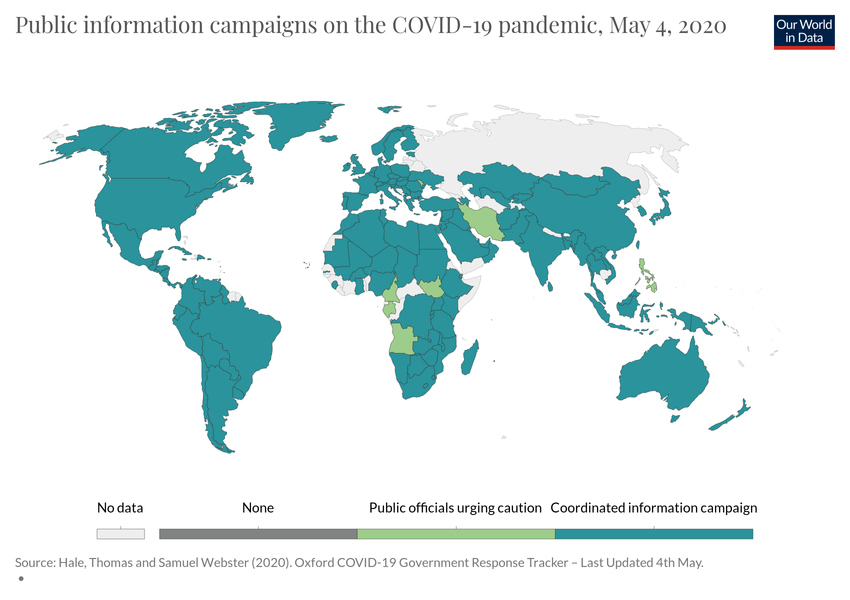 Public information campaigns on the COVID-19 pandemic, May 4, 2020
Our World
in Data
No data
None
Public officials urging caution
Coordinated information campaign
Source: Hale, Thomas and Samuel Webster (2020). Oxford COVID-19 Government Response Tracker – Last Updated 4th May.
•